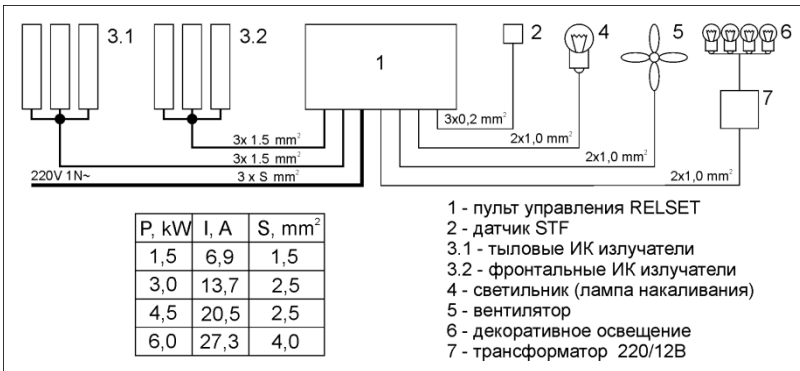 3.1
3.2
1
2
4
5
6
7
3x0,2 mm²
3x 1.5 mm²
2x1,0 mm²
3x 1.5 mm²
2x1,0 mm²
220V 1N~
3 x S mm²
2x1,0 mm²
P, kW I, A S, mm²
1,5 6,9 1,5
3,0 13,7 2,5
4,5 20,5 2,5
6,0 27,3 4,0
1 - пульт управления RELSET
2 - датчик STF
3.1 - тыловые ИК излучатели
3.2 - фронтальные ИК излучатели
4 - светильник (лампа накаливания)
5 - вентилятор
6 - декоративное освещение
7 - трансформатор 220/12В